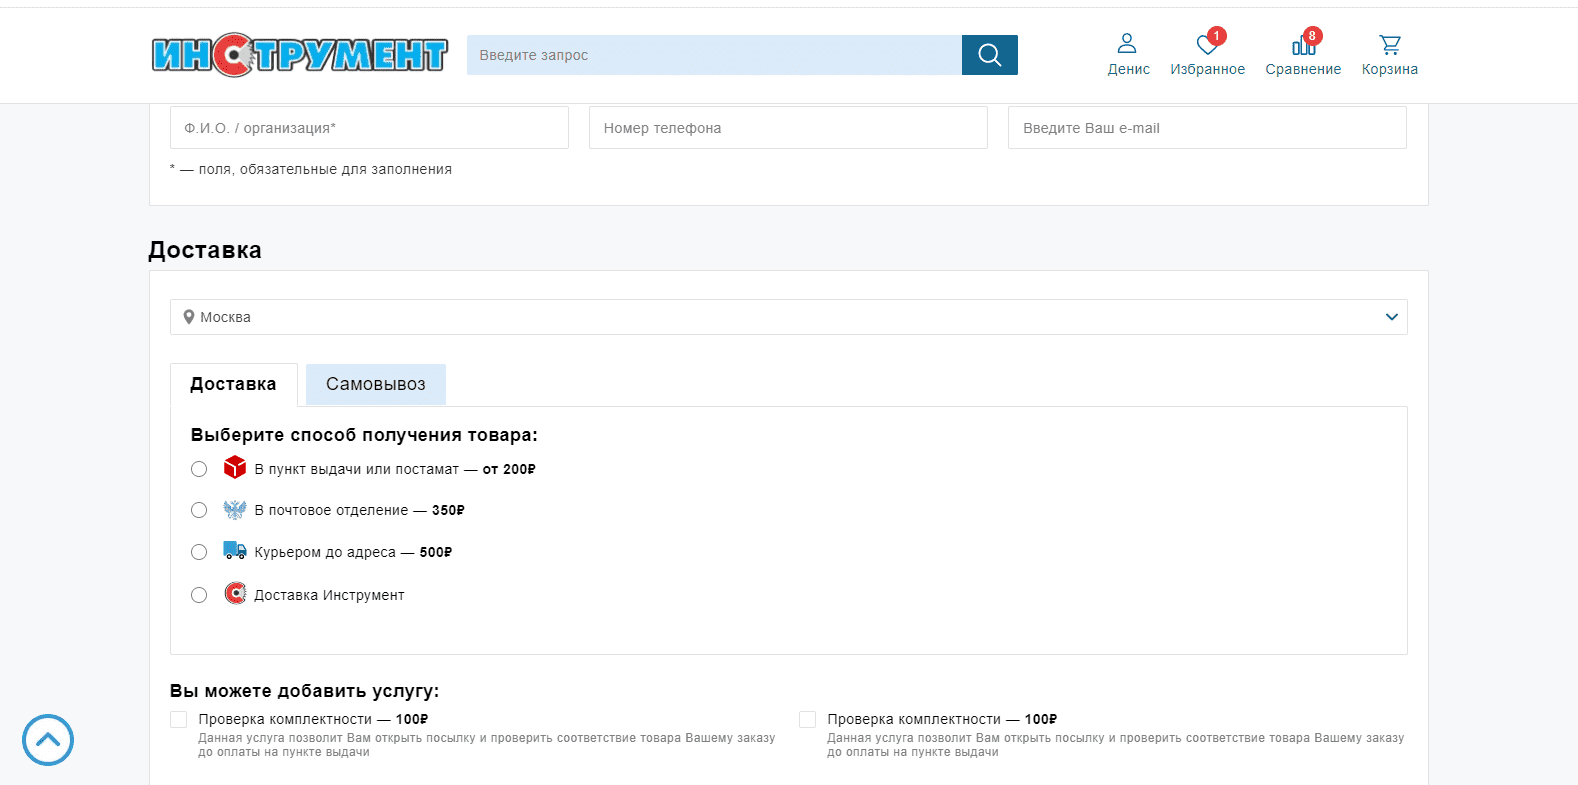 ИНСТРУМЕНТ
Введите запрос
1
8
Денис
Избранное
Сравнение
Корзина
Ф.И.О. / организация*
Номер телефона
Введите Ваш e-mail
* — поля, обязательные для заполнения
Доставка
Москва
Доставка
Самовывоз
Выберите способ получения товара:
В пункт выдачи или постамат — от 200₽
В почтовое отделение — 350₽
Курьером до адреса — 500₽
Доставка Инструмент
Вы можете добавить услугу:
Проверка комплектности — 100₽
Данная услуга позволит Вам открыть посылку и проверить соответствие товара Вашему заказу
до оплаты на пункте выдачи
Проверка комплектности — 100₽
Данная услуга позволит Вам открыть посылку и проверить соответствие товара Вашему заказу
до оплаты на пункте выдачи